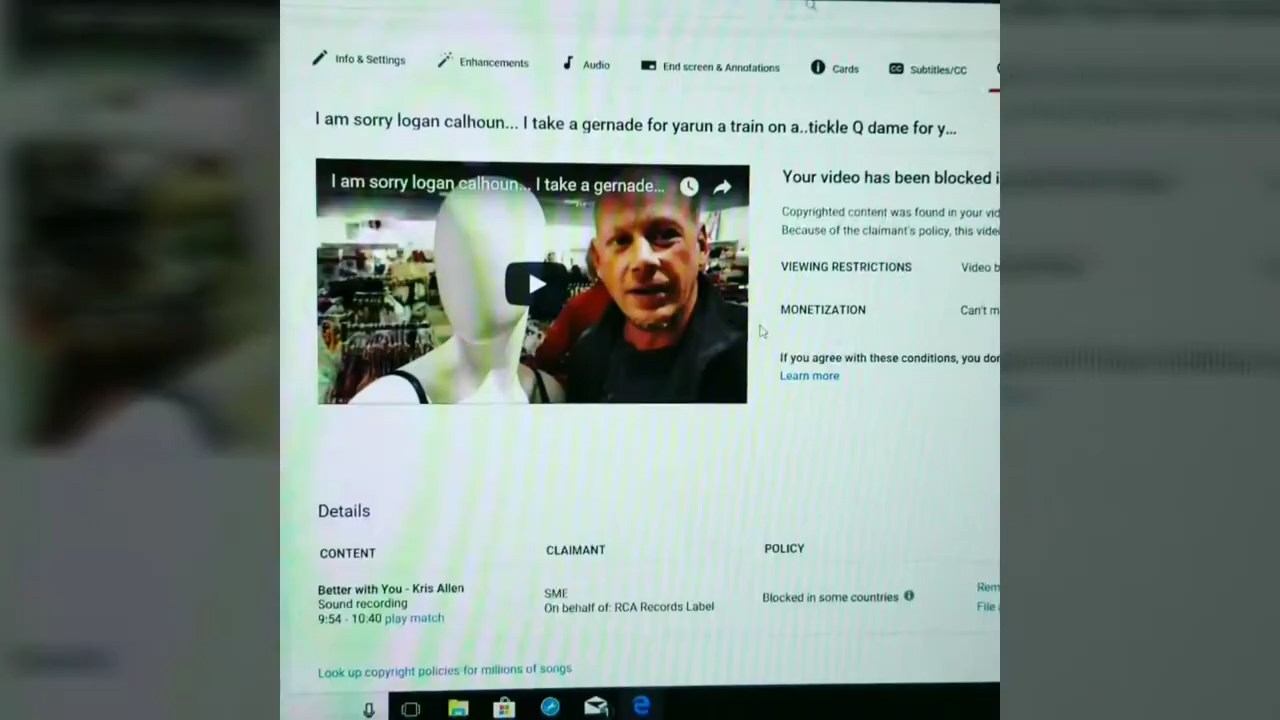 Info & Settings
Enhancements
Audio
End screen & Annotations
Cards
CC
Subtitles/CC
I am sorry logan calhoun... I take a gernade for yarun a train on a..tickle Q dame for y...
I am sorry logan calhoun... I take a gernade...
Your video has been blocked i
Copyrighted content was found in your vid
Because of the claimant's policy, this vide
VIEWING RESTRICTIONS
Video b
MONETIZATION
Can't m
If you agree with these conditions, you don
Learn more
Details
CONTENT
CLAIMANT
POLICY
Better with You - Kris Allen
Sound recording
9:54 - 10:40 play match
SME
On behalf of: RCA Records Label
Blocked in some countries
Rem
File
Look up copyright policies for millions of songs